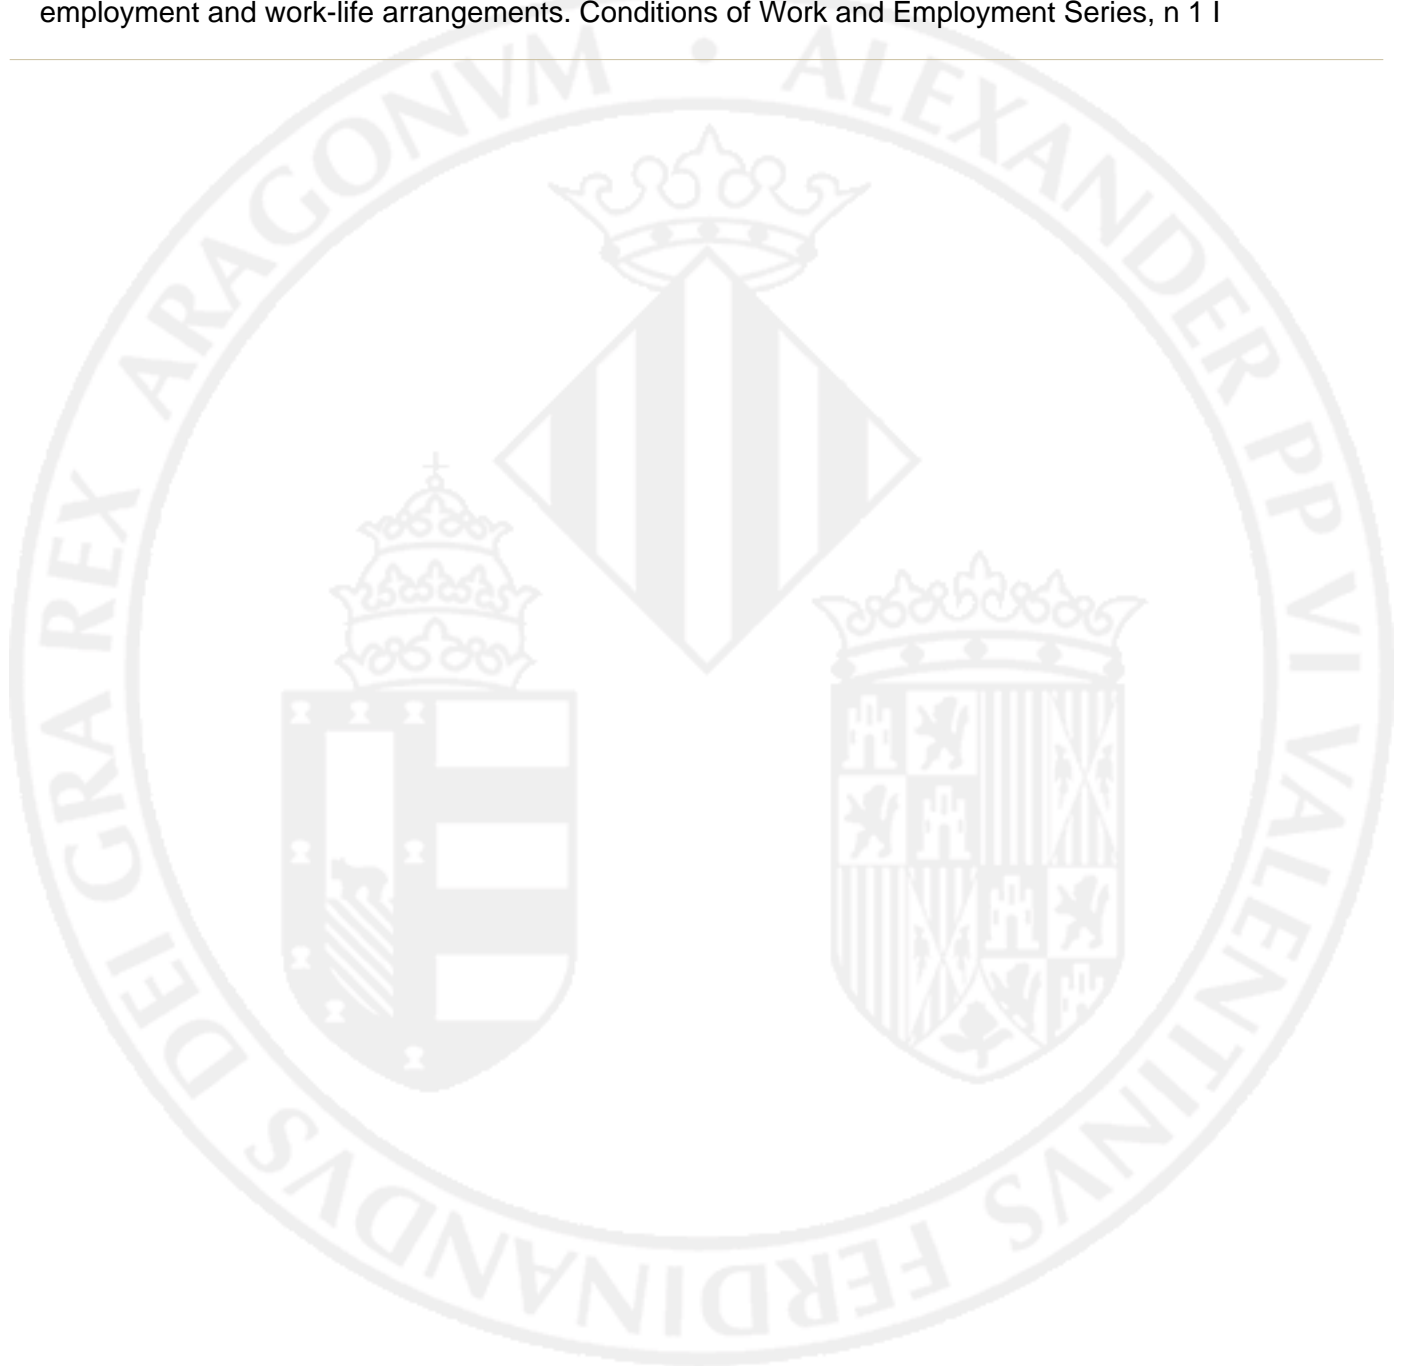 employment and work-life arrangements. Conditions of Work and Employment Series, n 1 I
ALEXANDER PP VI VALENTINVS FERDINANDVS DEI GRA REX ARAGONVM